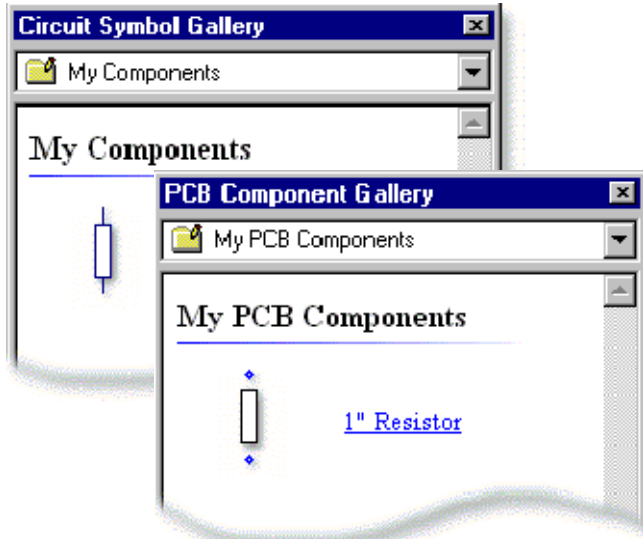 Circuit Symbol Gallery
My Components
My Components
PCB Component Gallery
My PCB Components
My PCB Components
1" Resistor